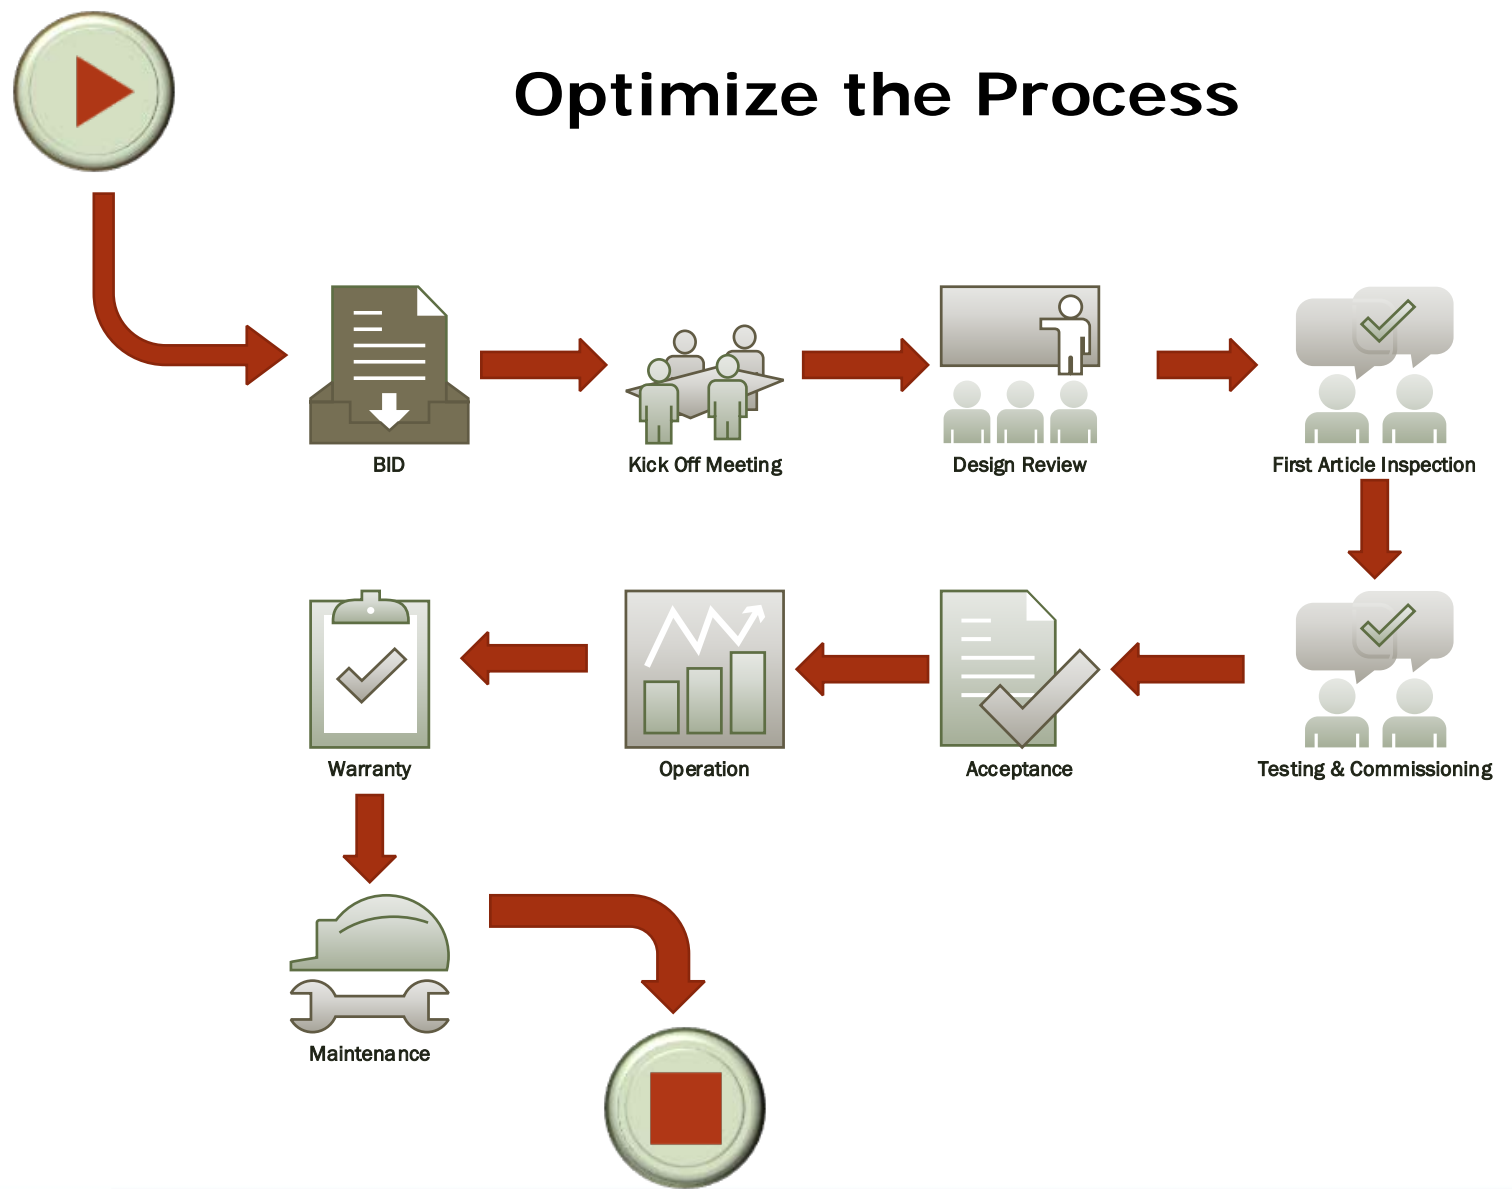 Optimize the Process
BID
Kick Off Meeting
Design Review
First Article Inspection
Warranty
Operation
Acceptance
Testing & Commissioning
Maintenance